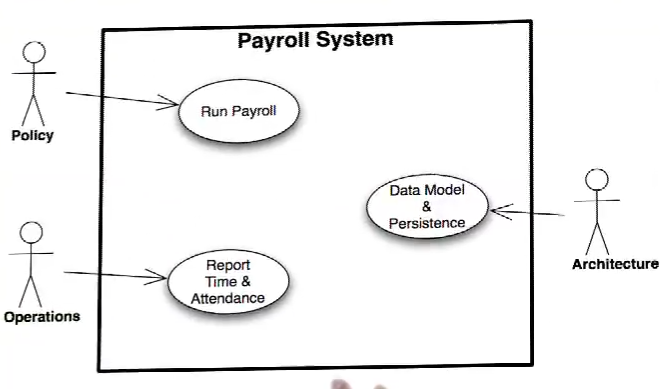 Payroll System
Run Payroll
Policy
Data Model
&
Persistence
Architecture
Report
Time &
Attendance
Operations